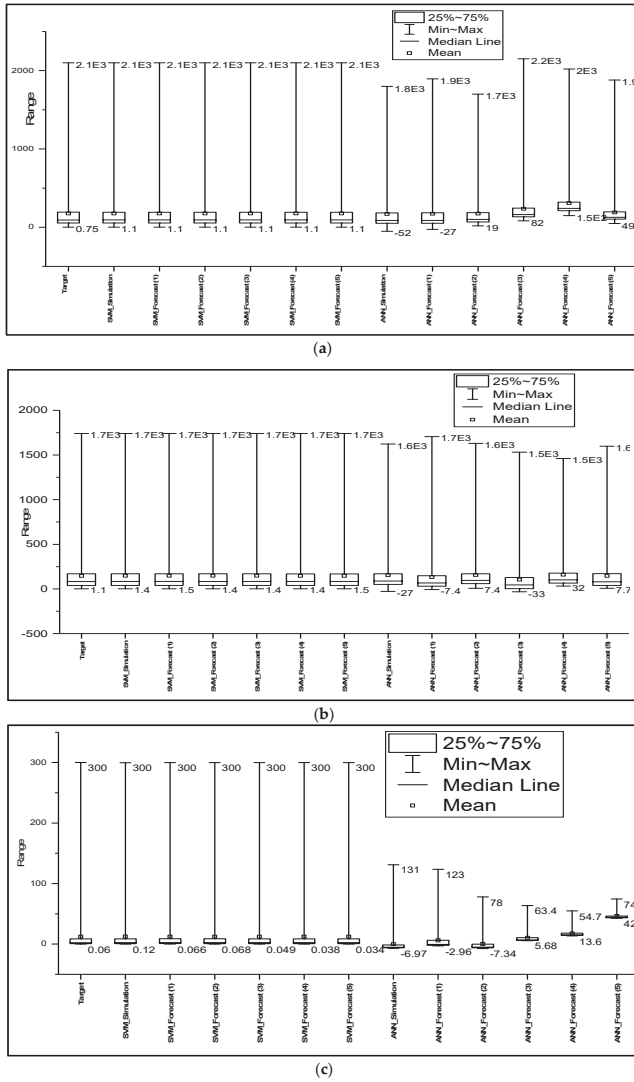 25%~75%
Min~Max
Median Line
Mean
Range
2000
1000
0
2.1E3 2.1E3 2.1E3 2.1E3 2.1E3 2.1E3 2.1E3 1.8E3 1.9E3 1.7E3 2.2E3 2E3 1.9
0.75 1.1 1.1 1.1 1.1 1.1 1.1 -52 -27 19 82 1.5E2 49
Target
SVM_Simulation
SVM_Forecast (1)
SVM_Forecast (2)
SVM_Forecast (3)
SVM_Forecast (4)
SVM_Forecast (5)
ANN_Simulation
ANN_Forecast (1)
ANN_Forecast (2)
ANN_Forecast (3)
ANN_Forecast (4)
ANN_Forecast (5)
(a)
25%~75%
Min~Max
Median Line
Mean
Range
2000
1500
1000
500
0
-500
1.7E3 1.7E3 1.7E3 1.7E3 1.7E3 1.7E3 1.7E3 1.6E3 1.7E3 1.6E3 1.5E3 1.5E3 1.6
1.1 1.4 1.5 1.4 1.4 1.4 1.5 -27 -7.4 7.4 -33 32 7.7
Target
SVM_Simulation
SVM_Forecast (1)
SVM_Forecast (2)
SVM_Forecast (3)
SVM_Forecast (4)
SVM_Forecast (5)
ANN_Simulation
ANN_Forecast (1)
ANN_Forecast (2)
ANN_Forecast (3)
ANN_Forecast (4)
ANN_Forecast (5)
(b)
25%~75%
Min~Max
Median Line
Mean
Range
300
200
100
0
300 300 300 300 300 300 300 131 123 78 63.4 54.7 74
0.06 0.12 0.066 0.068 0.049 0.038 0.034 -6.97 -2.96 -7.34 5.68 13.6 42
Target
SVM_Simulation
SVM_Forecast (1)
SVM_Forecast (2)
SVM_Forecast (3)
SVM_Forecast (4)
SVM_Forecast (5)
ANN_Simulation
ANN_Forecast (1)
ANN_Forecast (2)
ANN_Forecast (3)
ANN_Forecast (4)
ANN_Forecast (5)
(c)